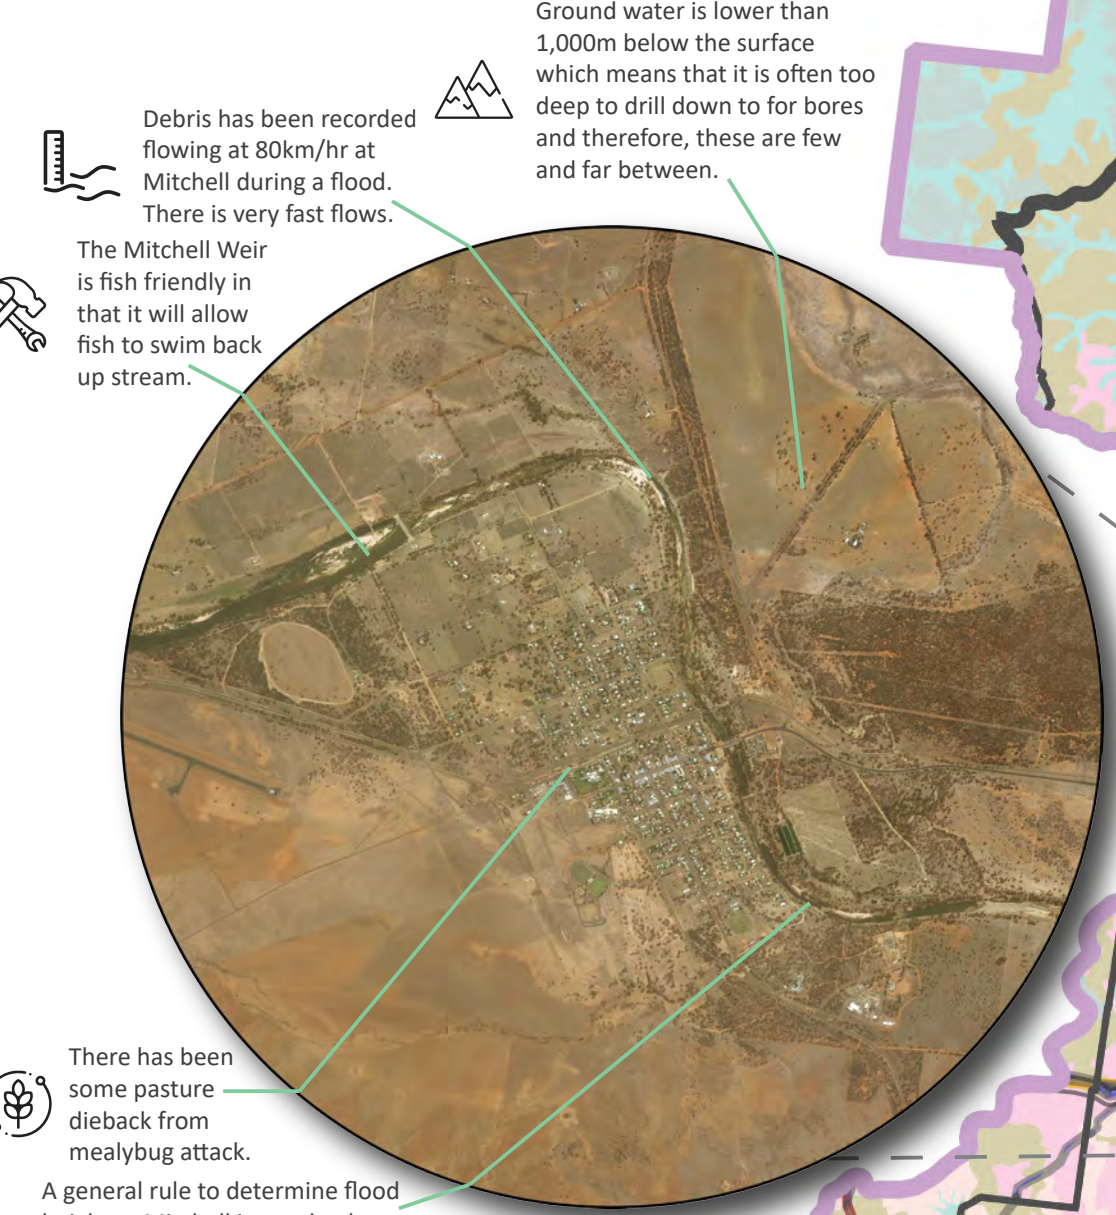 Ground water is lower than
1,000m below the surface
which means that it is often too
deep to drill down to for bores
and therefore, these are few
and far between.
Debris has been recorded
flowing at 80km/hr at
Mitchell during a flood.
There is very fast flows.
The Mitchell Weir
is fish friendly in
that it will allow
fish to swim back
up stream.
There has been
some pasture
dieback from
mealybug attack.
A general rule to determine flood